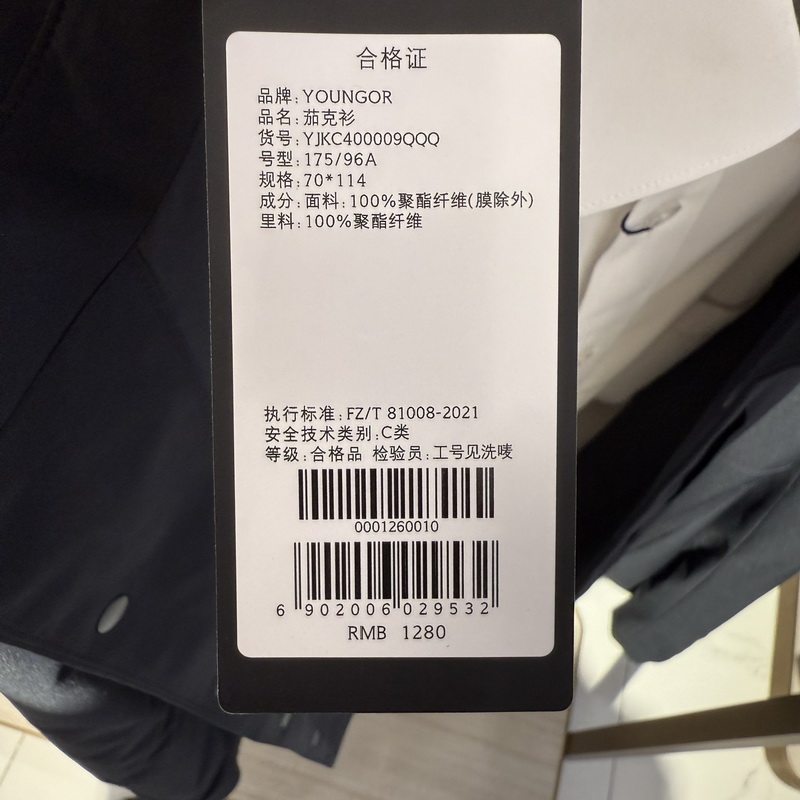 合格证
品牌: YOUNGOR
品名: 茄克衫
货号: YJKC400009QQQ
号型: 175/96A
规格: 70*114
成分: 面料: 100%聚酯纤维(膜除外)
里料: 100%聚酯纤维
执行标准: FZ/T 81008-2021
安全技术类别: C类
等级: 合格品 检验员: 工号见洗唛
0001260010
6 902006 029532
RMB 1280